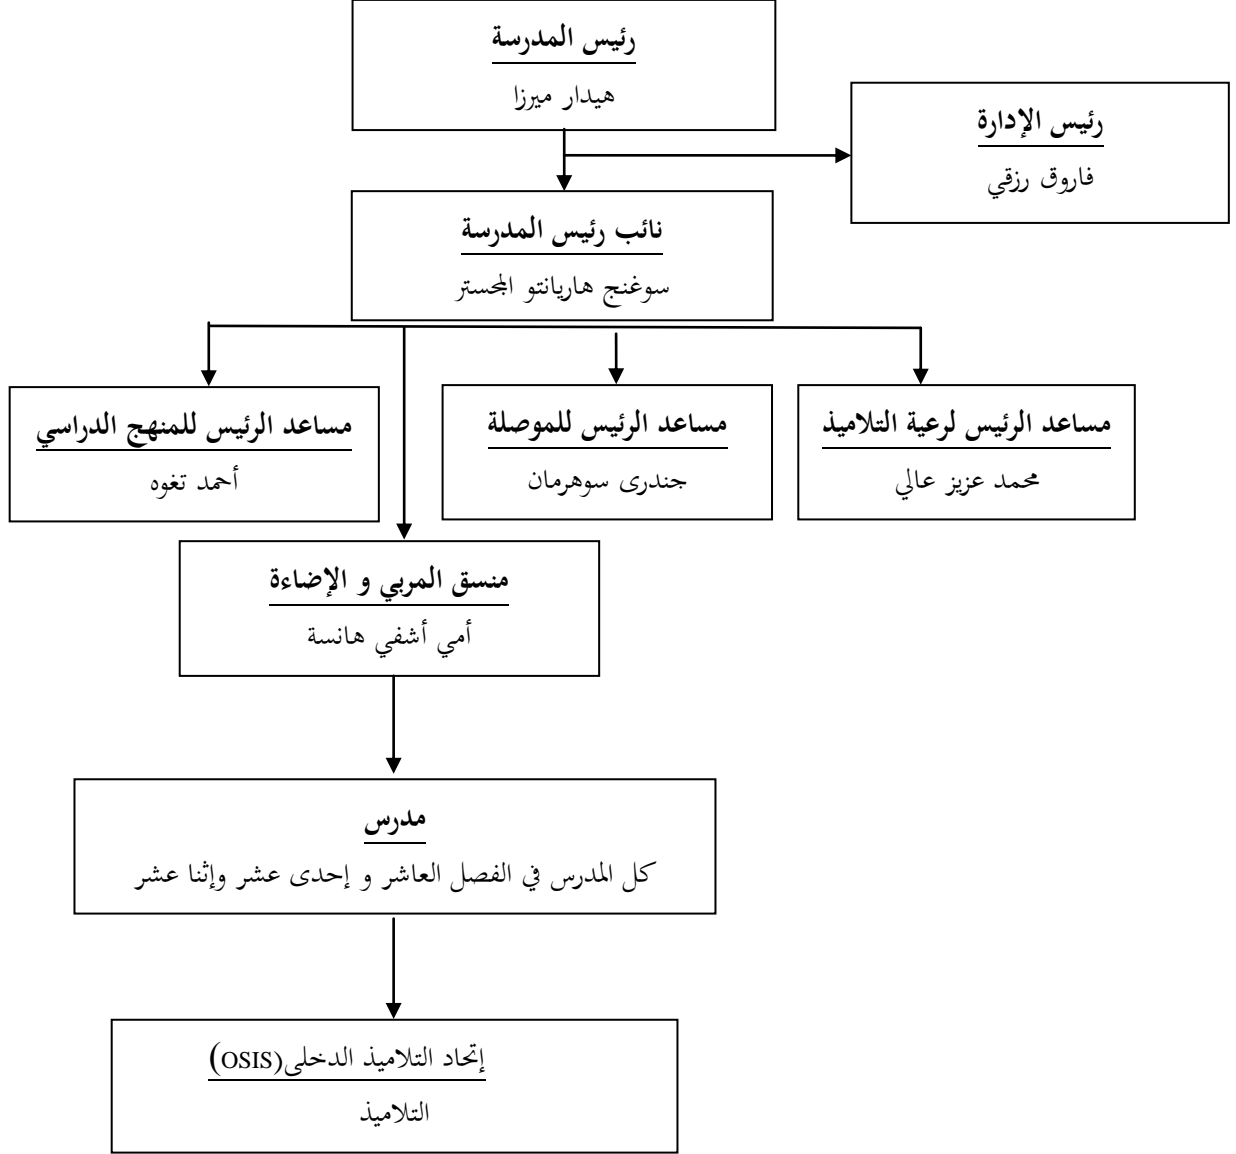 رئيس المدرسة
هيدار ميرزا
رئيس الإدارة
فاروق رزقي
نائب رئيس المدرسة
سوغنج هاريانتو المجستر
مساعد الرئيس لرعية التلاميذ
محمد عزيز عالي
مساعد الرئيس للموصلة
جندرى سوهرمان
مساعد الرئيس للمنهج الدراسي
أحمد تغوه
منسق المربي و الإضاءة
أمي أشفي هانسة
مدرس
كل المدرس في الفصل العاشر و إحدى عشر وإثنا عشر
إتحاد التلاميذ الدخلى(OSIS)
التلاميذ